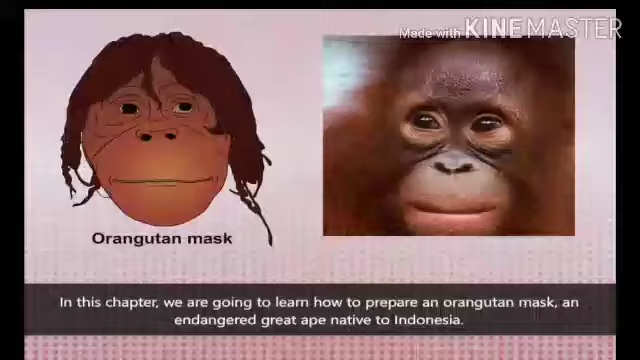 Made with KINEMASTER
Orangutan mask
In this chapter, we are going to learn how to prepare an orangutan mask, an
endangered great ape native to Indonesia.